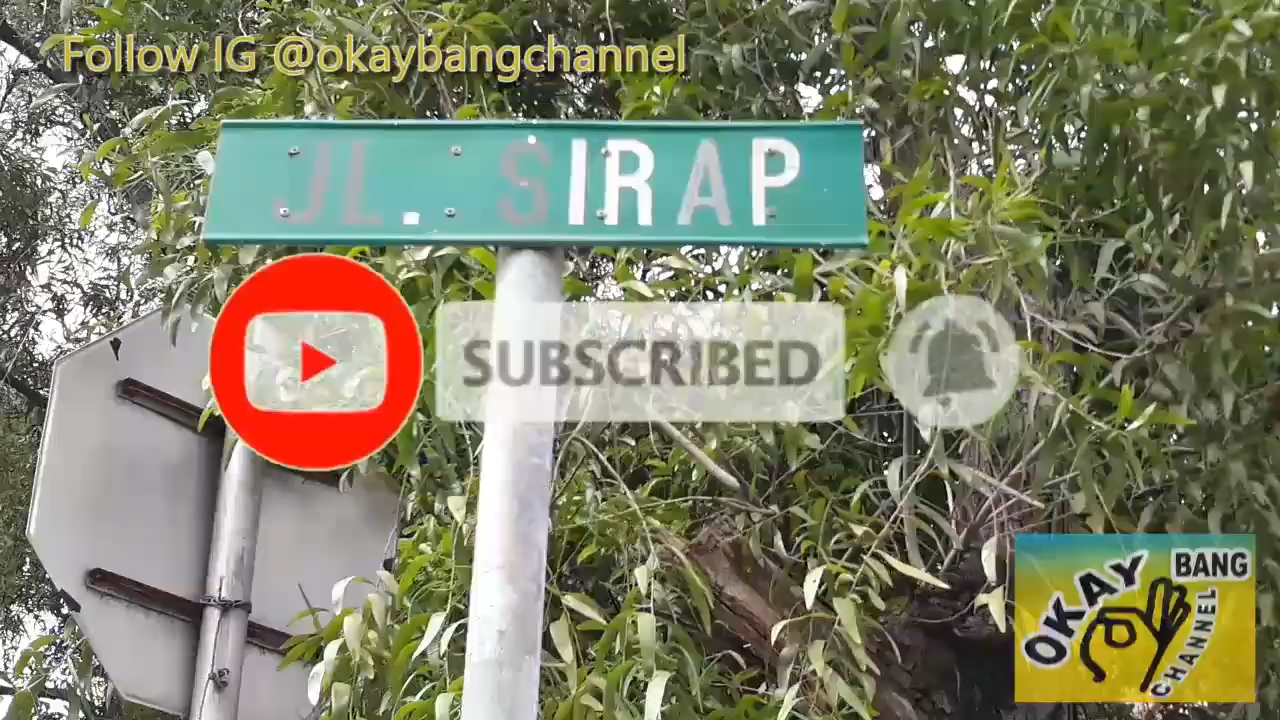 Follow IG @okaybangchannel
JL. SIRAP
SUBSCRIBED
OKAY
BANG
CHANNEL